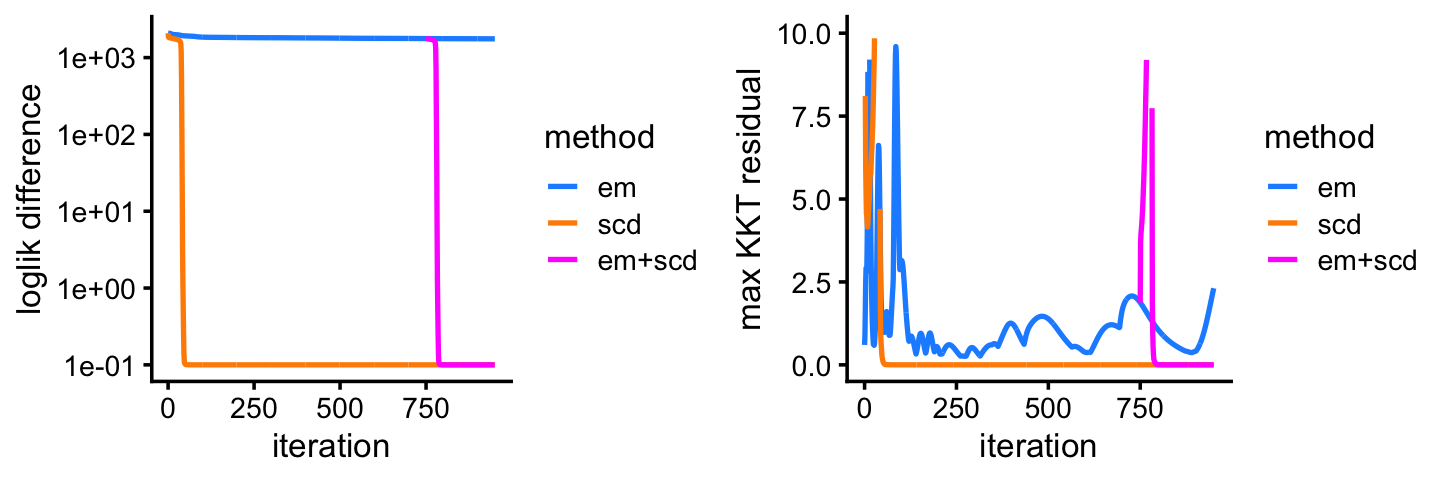 loglik difference
1e+03
1e+02
1e+01
1e+00
1e-01
0
250
500
750
iteration
method
em
scd
em+scd
max KKT residual
10.0
7.5
5.0
2.5
0.0
0
250
500
750
iteration
method
em
scd
em+scd